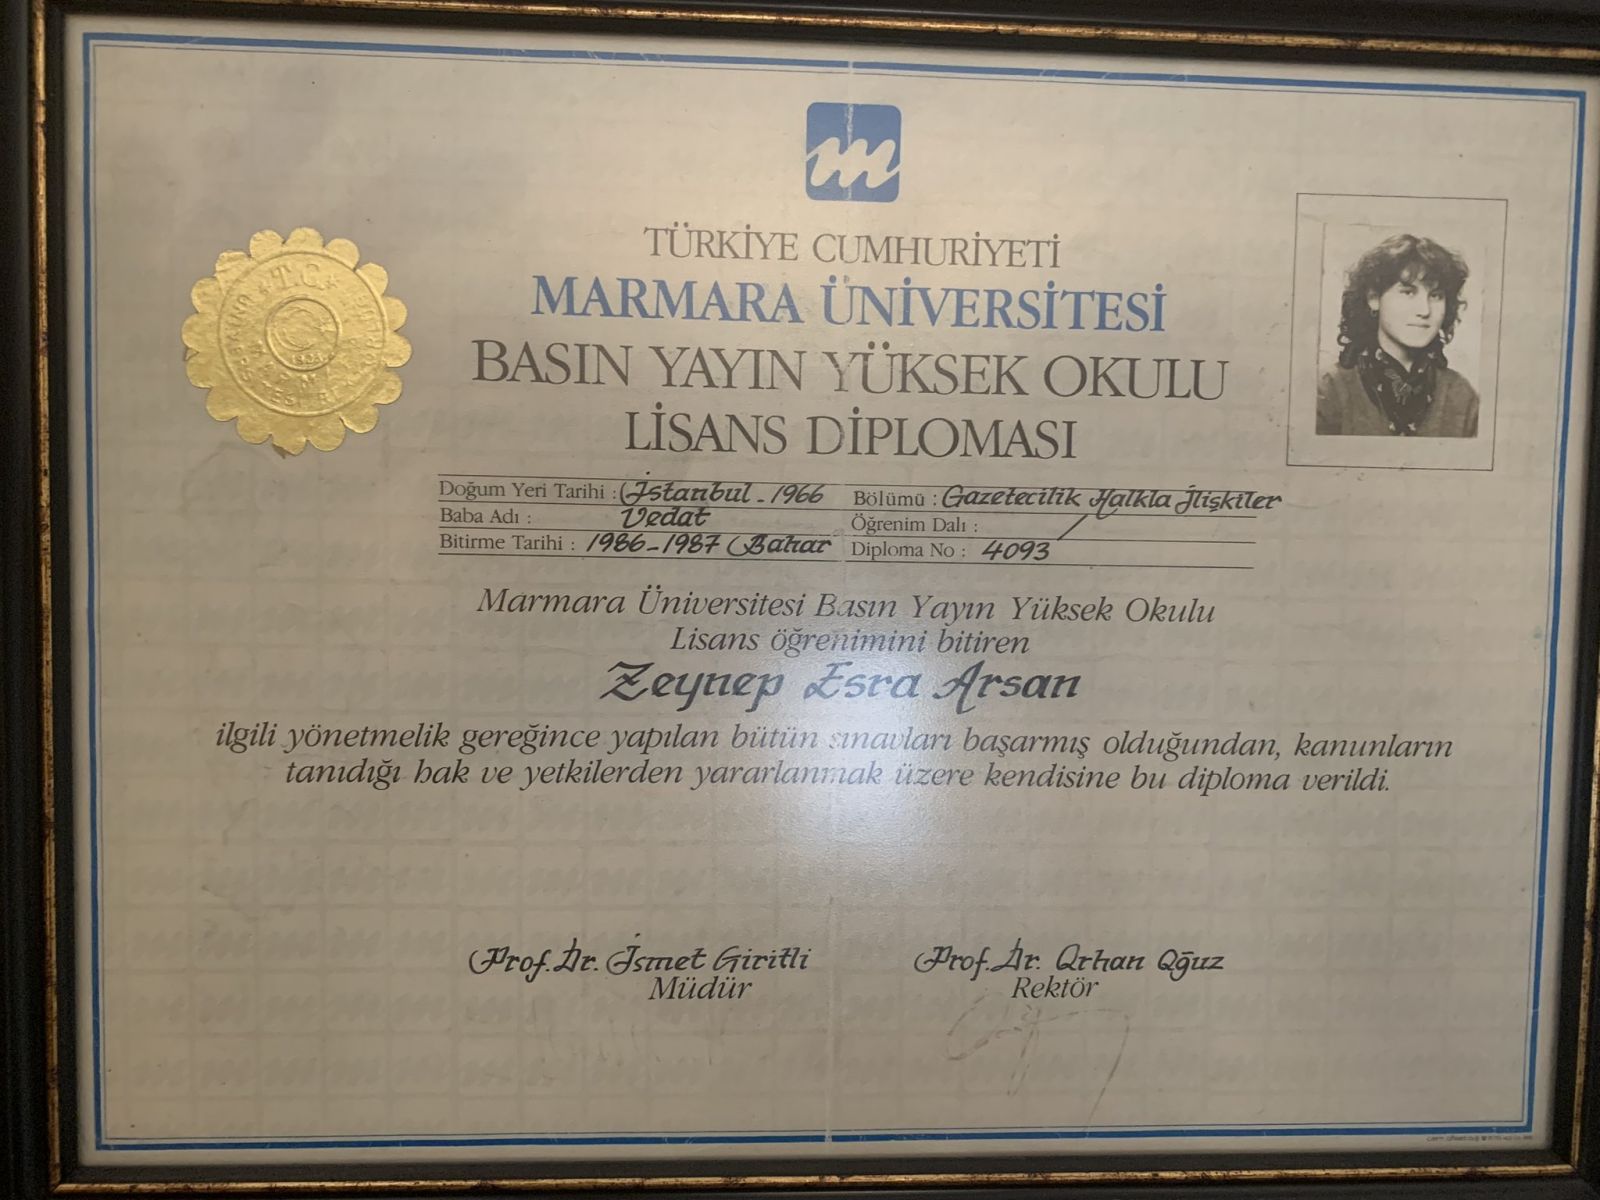 TÜRKİYE CUMHURİYETİ
MARMARA ÜNİVERSİTESİ
BASIN YAYIN YÜKSEK OKULU
LİSANS DİPLOMASI
Doğum Yeri Tarihi : İstanbul - 1966 Bölümü : Gazetecilik Halkla İlişkiler
Baba Adı : Vedat Öğrenim Dalı : /
Bitirme Tarihi : 1986-1987 Bahar Diploma No : 4093
Marmara Üniversitesi Basın Yayın Yüksek Okulu
Lisans öğrenimini bitiren
Zeynep Esra Arsan
ilgili yönetmelik gereğince yapılan bütün sınavları başarmış olduğundan, kanunların
tanıdığı hak ve yetkilerden yararlanmak üzere kendisine bu diploma verildi.
Prof. Dr. İsmet Giritli Prof. Dr. Orhan Oğuz
Müdür Rektör